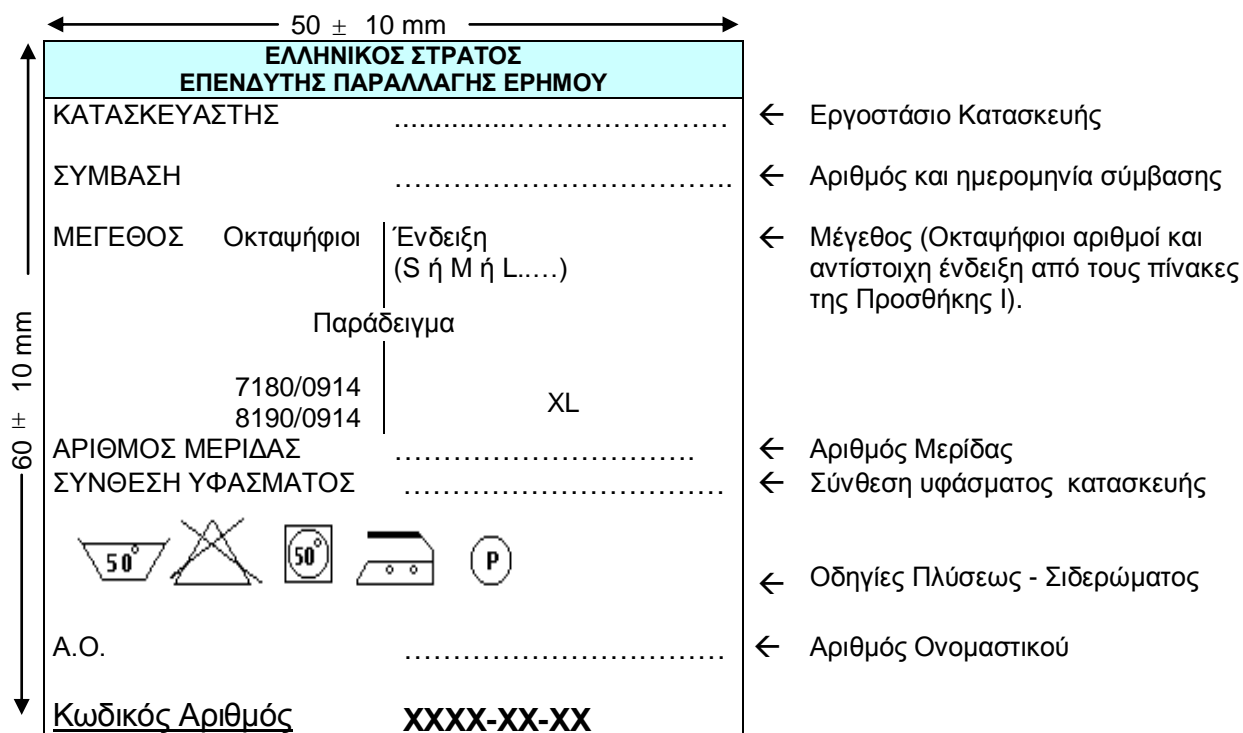 50 ± 10 mm
ΕΛΛΗΝΙΚΟΣ ΣΤΡΑΤΟΣ
ΕΠΕΝΔΥΤΗΣ ΠΑΡΑΛΛΑΓΗΣ ΕΡΗΜΟΥ
ΚΑΤΑΣΚΕΥΑΣΤΗΣ ..............…………………… ← Εργοστάσιο Κατασκευής
ΣΥΜΒΑΣΗ …………………………………….. ← Αριθμός και ημερομηνία σύμβασης
ΜΕΓΕΘΟΣ Οκταψήφιοι Ένδειξη ← Μέγεθος (Οκταψήφιοι αριθμοί και
(S ή M ή L..…) αντίστοιχη ένδειξη από τους πίνακες
της Προσθήκης Ι).
Παράδειγμα
60 ± 10 mm
7180/0914
XL
8190/0914
ΑΡΙΘΜΟΣ ΜΕΡΙΔΑΣ ………………………………. ← Αριθμός Μερίδας
ΣΥΝΘΕΣΗ ΥΦΑΣΜΑΤΟΣ ………………………………… ← Σύνθεση υφάσματος κατασκευής
50° 50° P
← Οδηγίες Πλύσεως - Σιδερώματος
Α.Ο. ………………………………… ← Αριθμός Ονομαστικού
Κωδικός Αριθμός ΧΧΧΧ-ΧΧ-ΧΧ